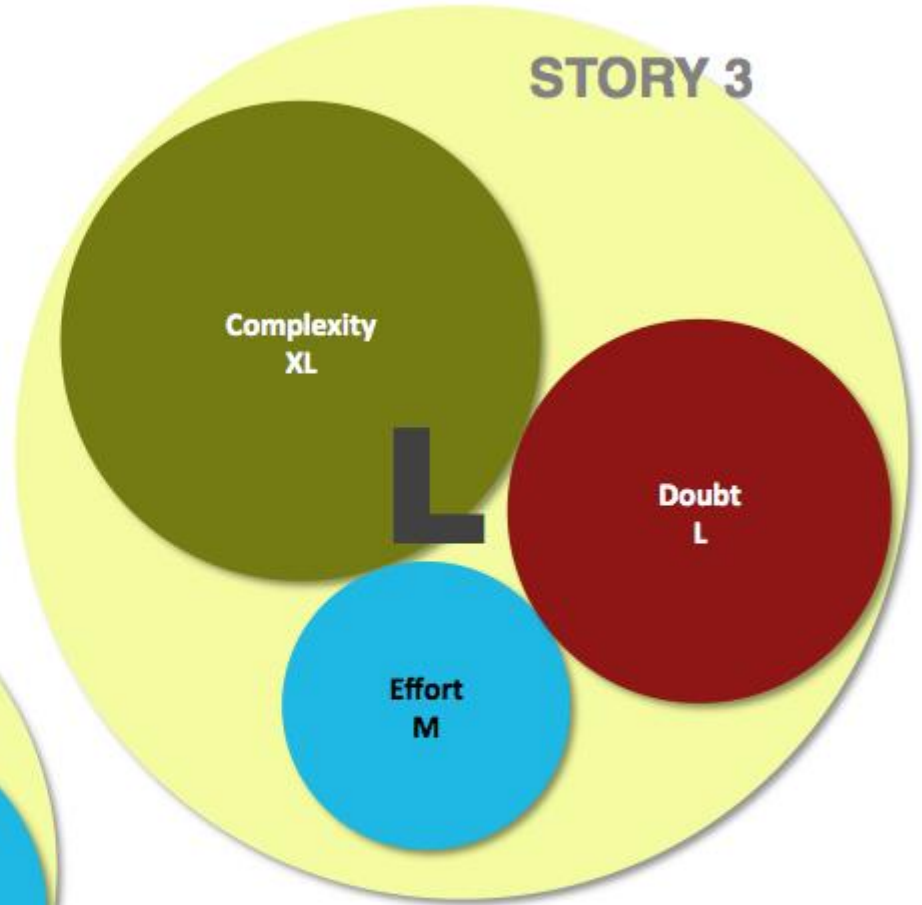 STORY 3
Complexity
XL
L
Doubt
L
Effort
M